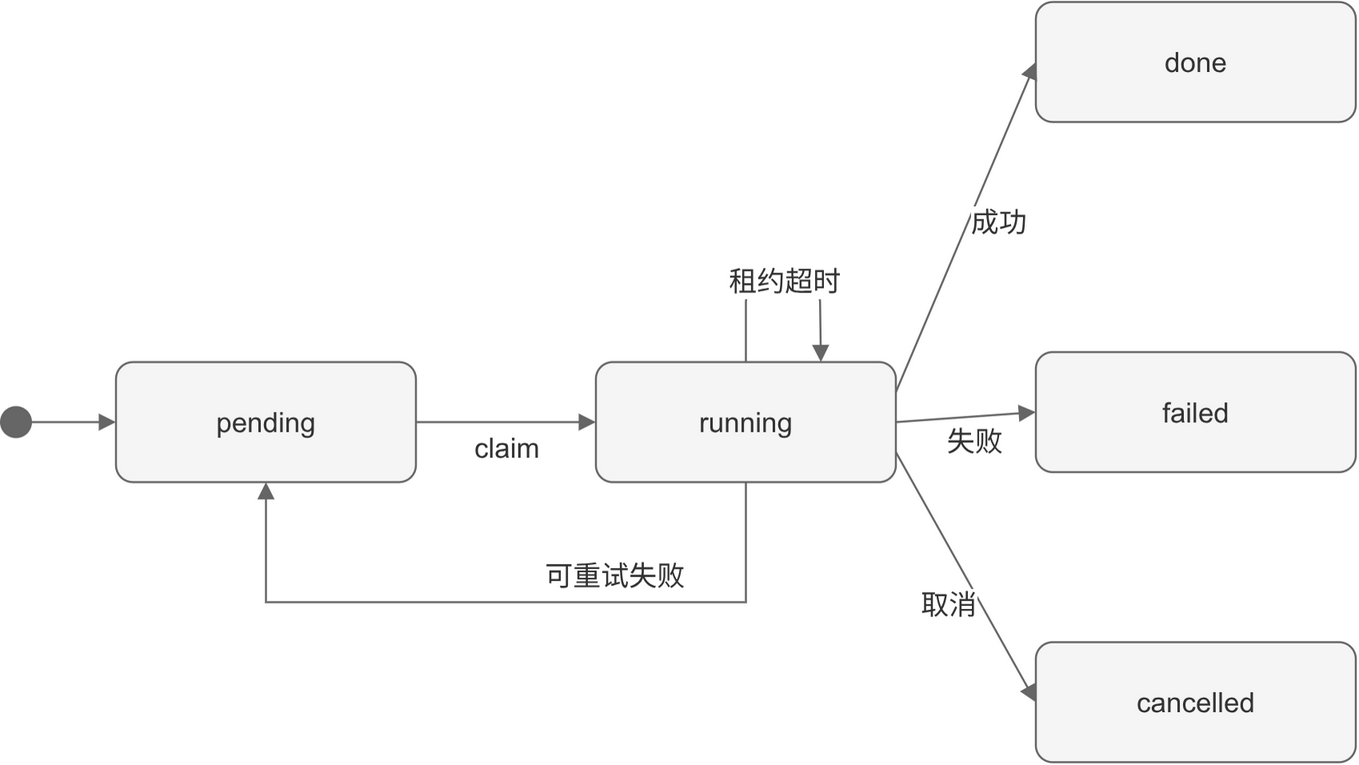 done
成功
租约超时
pending
claim
running
失败
failed
可重试失败
取消
cancelled